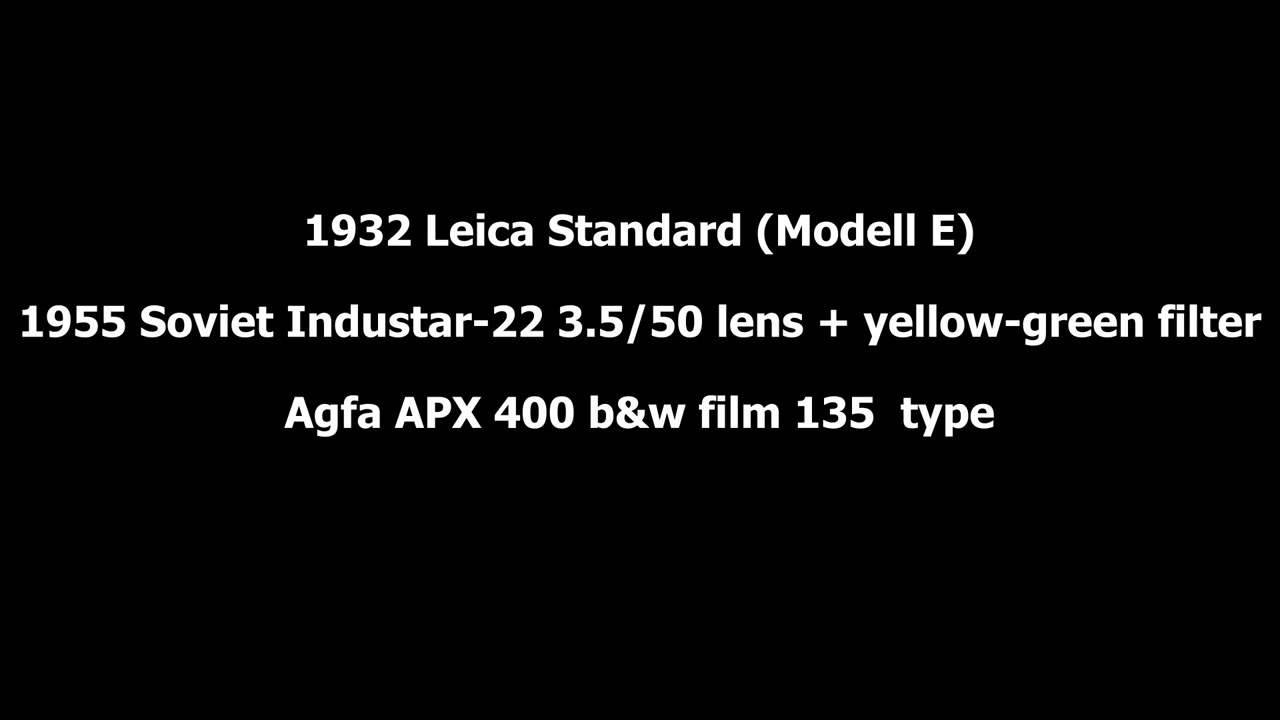 1932 Leica Standard (Modell E)
1955 Soviet Industar-22 3.5/50 lens + yellow-green filter
Agfa APX 400 b&w film 135  type